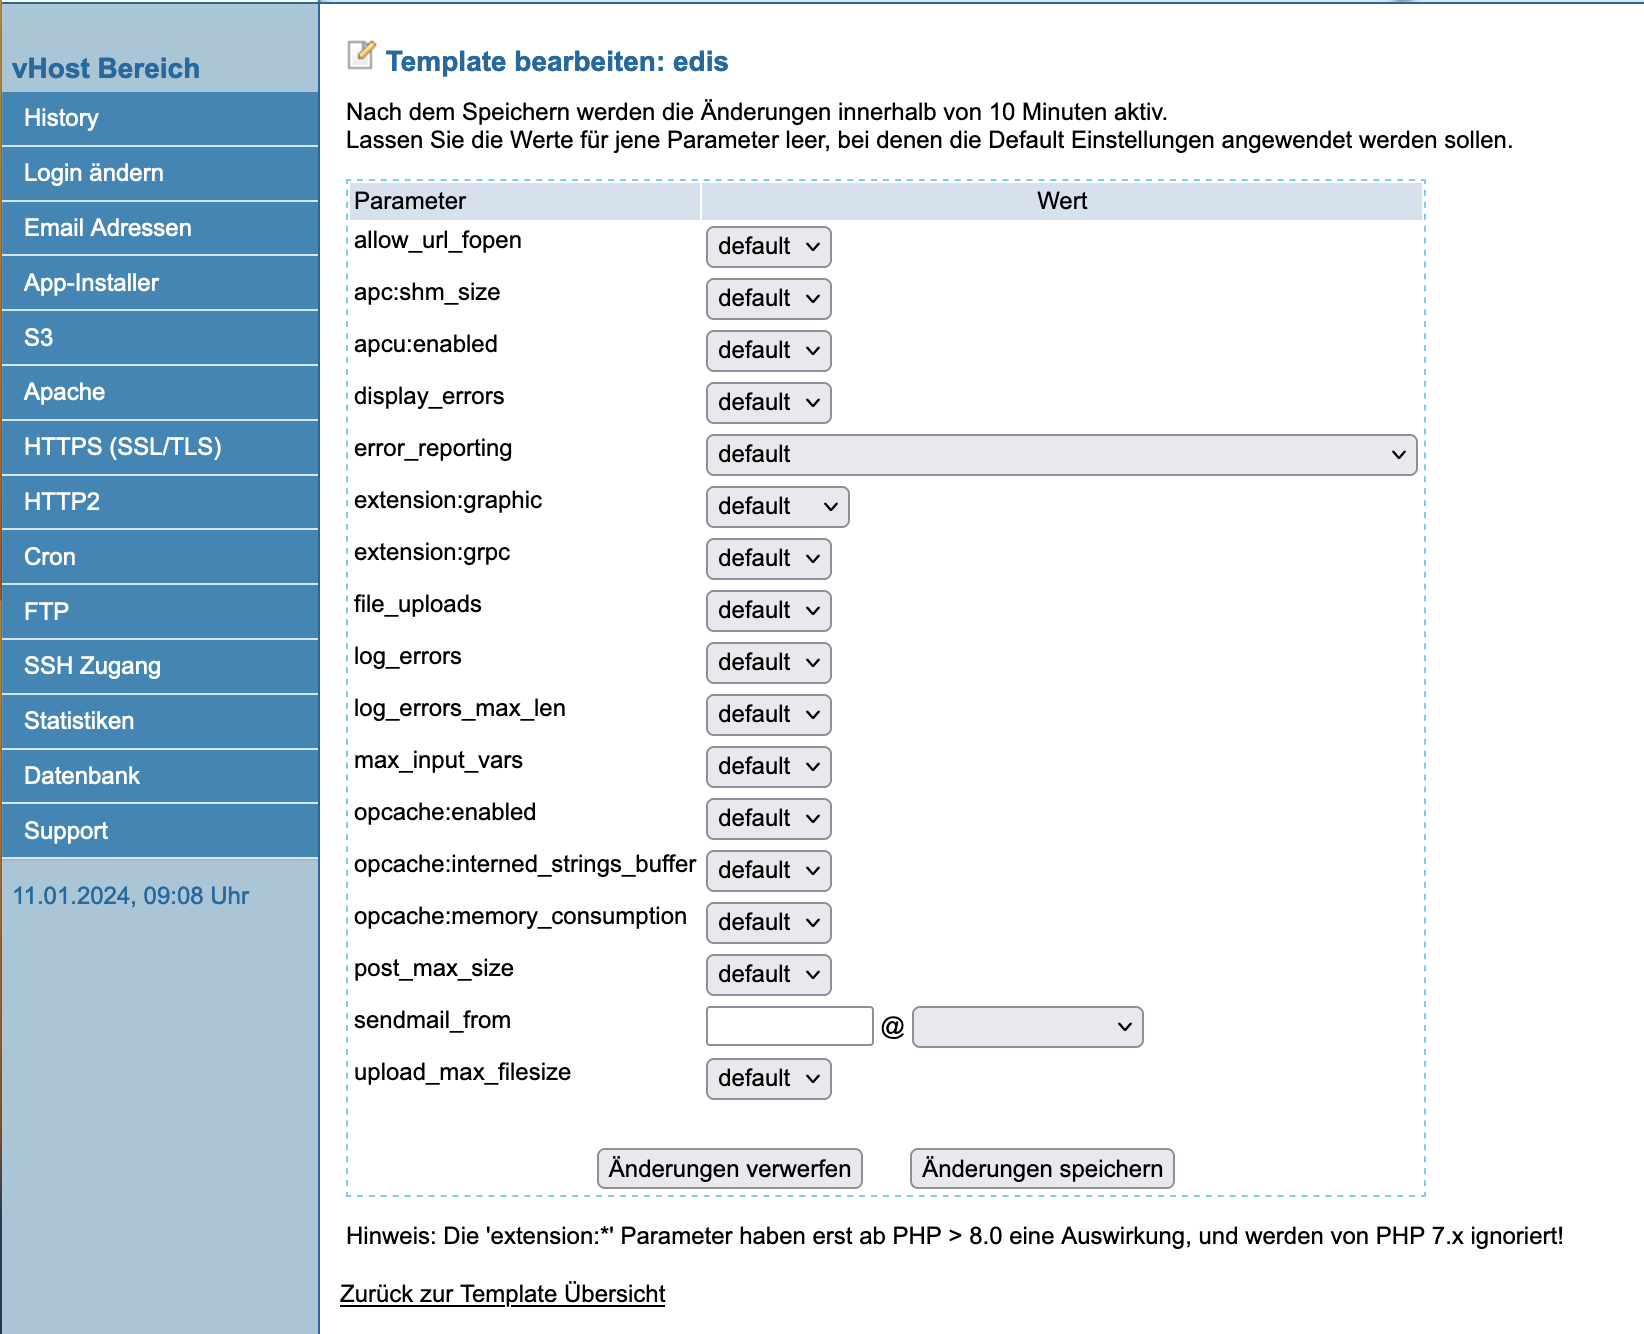 vHost Bereich
History
Login ändern
Email Adressen
App-Installer
S3
Apache
HTTPS (SSL/TLS)
HTTP2
Cron
FTP
SSH Zugang
Statistiken
Datenbank
Support
11.01.2024, 09:08 Uhr
Template bearbeiten: edis
Nach dem Speichern werden die Änderungen innerhalb von 10 Minuten aktiv.
Lassen Sie die Werte für jene Parameter leer, bei denen die Default Einstellungen angewendet werden sollen.
Parameter Wert
allow_url_fopen default
apc:shm_size default
apcu:enabled default
display_errors default
error_reporting default
extension:graphic default
extension:grpc default
file_uploads default
log_errors default
log_errors_max_len default
max_input_vars default
opcache:enabled default
opcache:interned_strings_buffer default
opcache:memory_consumption default
post_max_size default
sendmail_from @
upload_max_filesize default
Änderungen verwerfen Änderungen speichern
Hinweis: Die 'extension:*' Parameter haben erst ab PHP > 8.0 eine Auswirkung, und werden von PHP 7.x ignoriert!
Zurück zur Template Übersicht